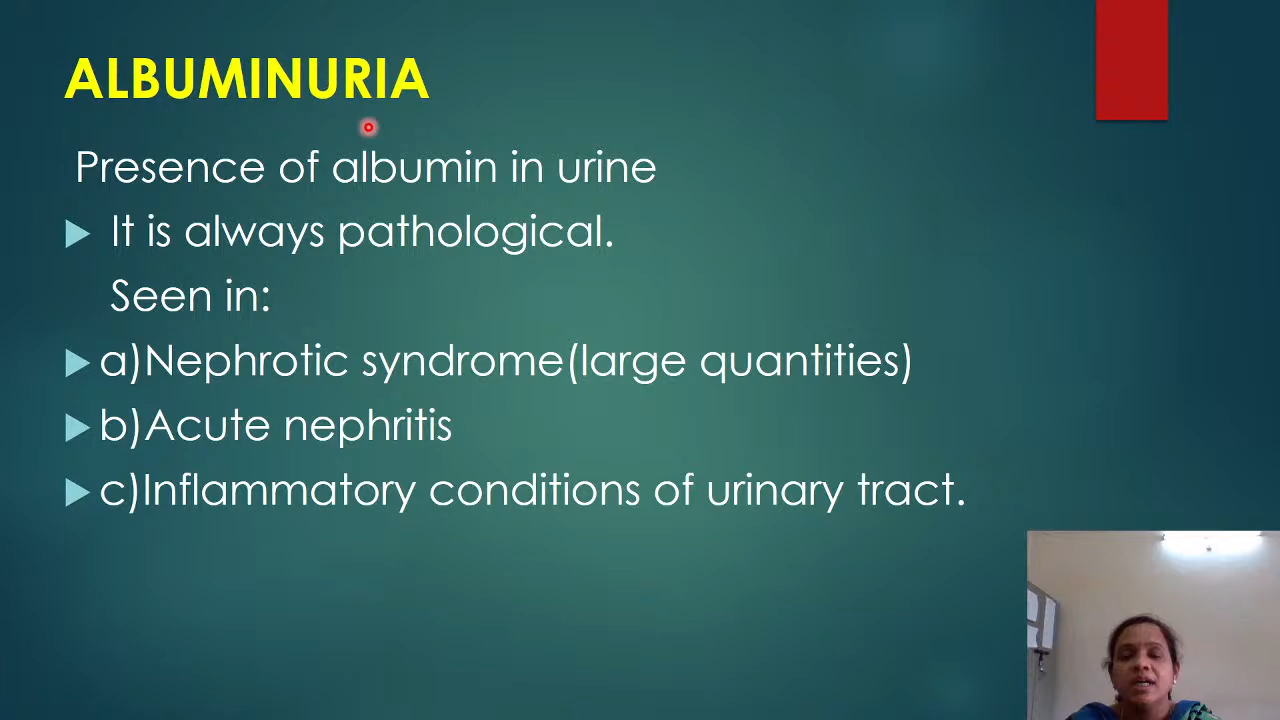 ALBUMINURIA
Presence of albumin in urine
It is always pathological.
Seen in:
a)Nephrotic syndrome(large quantities)
b)Acute nephritis
c)Inflammatory conditions of urinary tract.